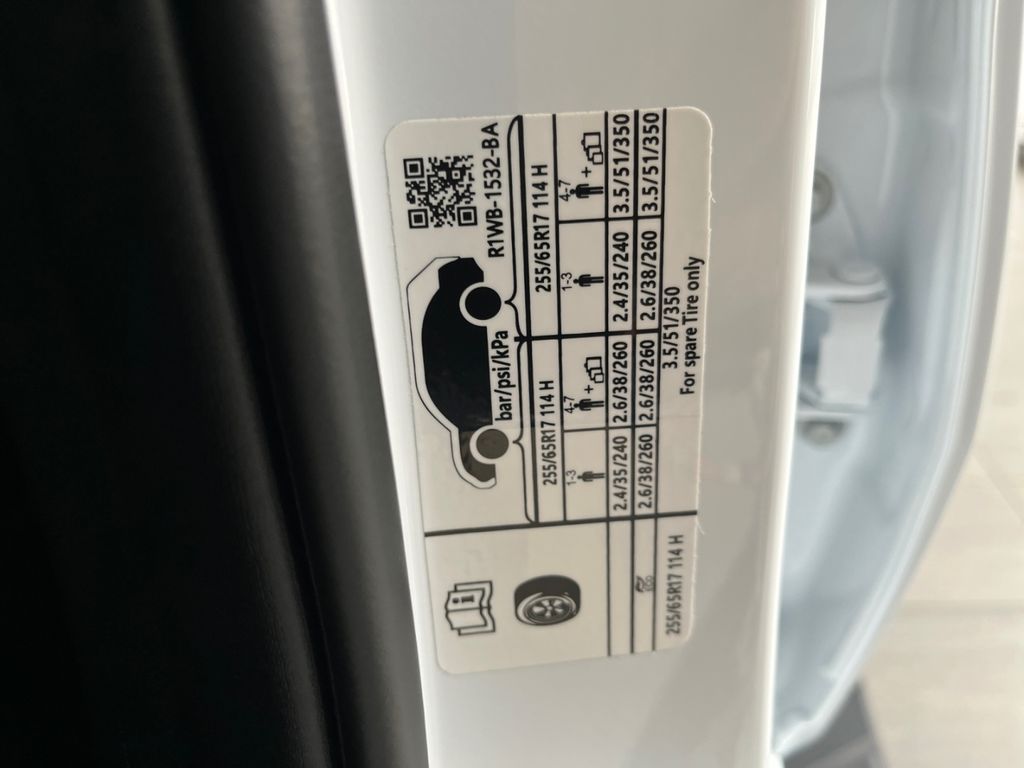 R1WB-1532-BA
bar/psi/kPa
255/65R17 114 H 255/65R17 114 H
1-3 4-7 + 1-3 4-7 +
2.4/35/240 2.6/38/260 2.4/35/240 3.5/51/350
ECO 2.6/38/260 2.6/38/260 2.6/38/260 3.5/51/350
255/65R17 114 H 3.5/51/350
For spare Tire only